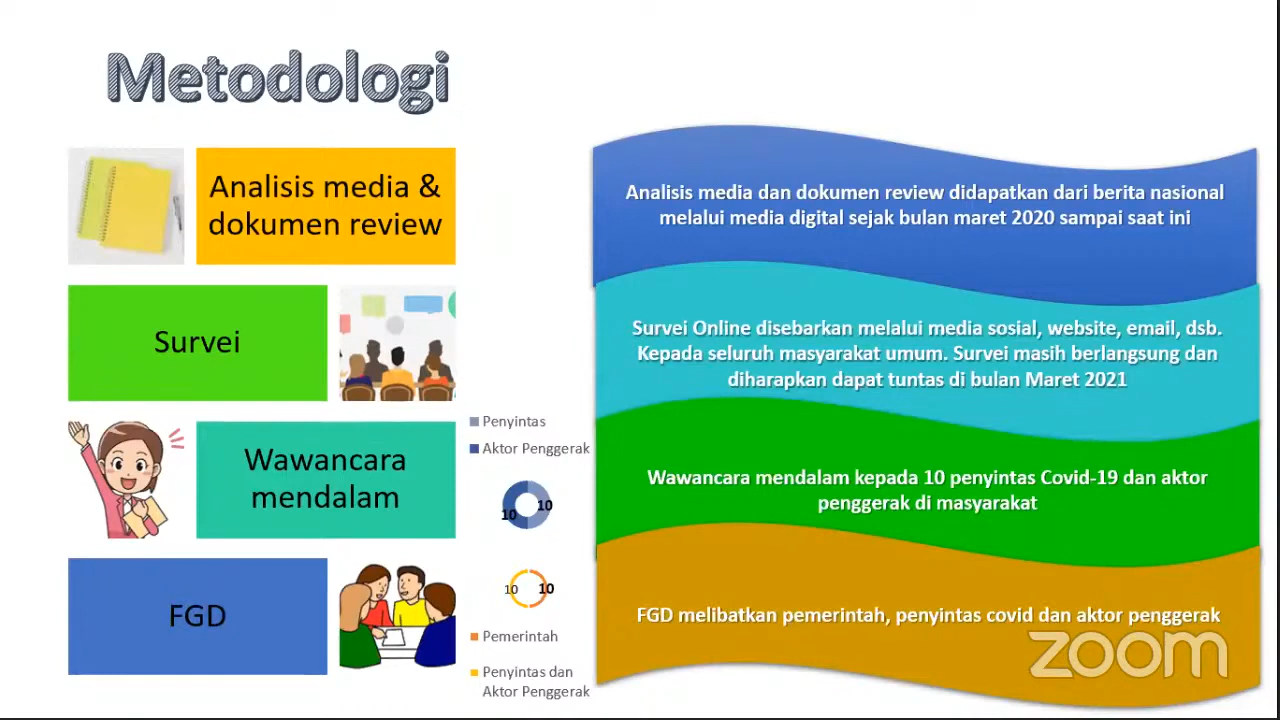 Metodologi
Analisis media &
dokumen review
Survei
Wawancara
mendalam
FGD
Penyintas
Aktor Penggerak
10
10
10
10
Pemerintah
Penyintas dan
Aktor Penggerak
Analisis media dan dokumen review didapatkan dari berita nasional
melalui media digital sejak bulan maret 2020 sampai saat ini
Survei Online disebarkan melalui media sosial, website, email, dsb.
Kepada seluruh masyarakat umum. Survei masih berlangsung dan
diharapkan dapat tuntas di bulan Maret 2021
Wawancara mendalam kepada 10 penyintas Covid-19 dan aktor
penggerak di masyarakat
FGD melibatkan pemerintah, penyintas covid dan aktor penggerak
zoom